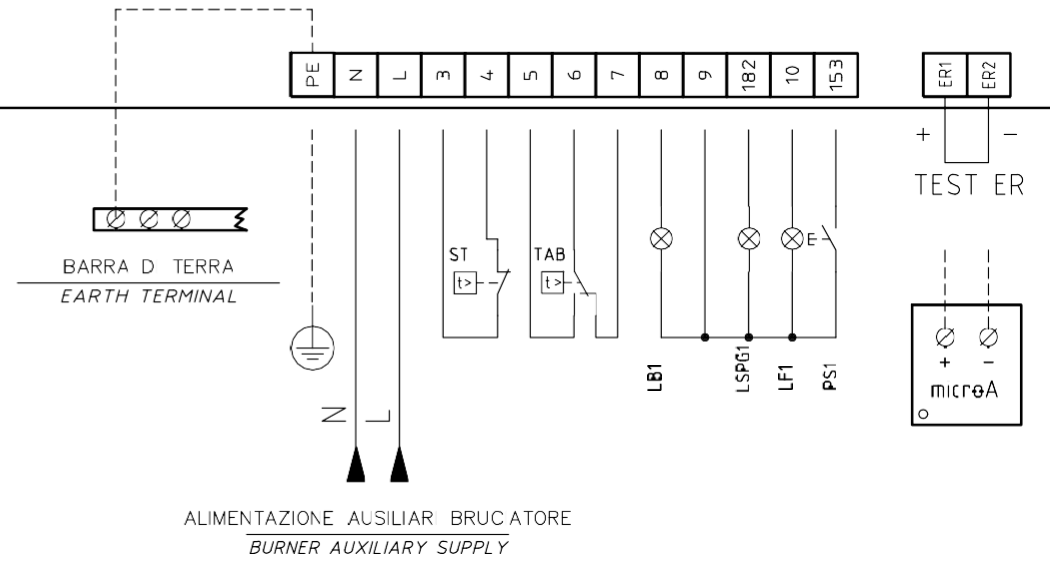 PE N L 3 4 5 6 7 8 9 182 10 153 ER1 ER2
+ -
TEST ER
ST TAB
t> t>
BARRA D TERRA
EARTH TERMINAL
LB1 LSPG1 LF1 PS1
+ -
microA
N L
ALIMENTAZIONE AUSILIARI BRUCATORE
BURNER AUXILIARY SUPPLY